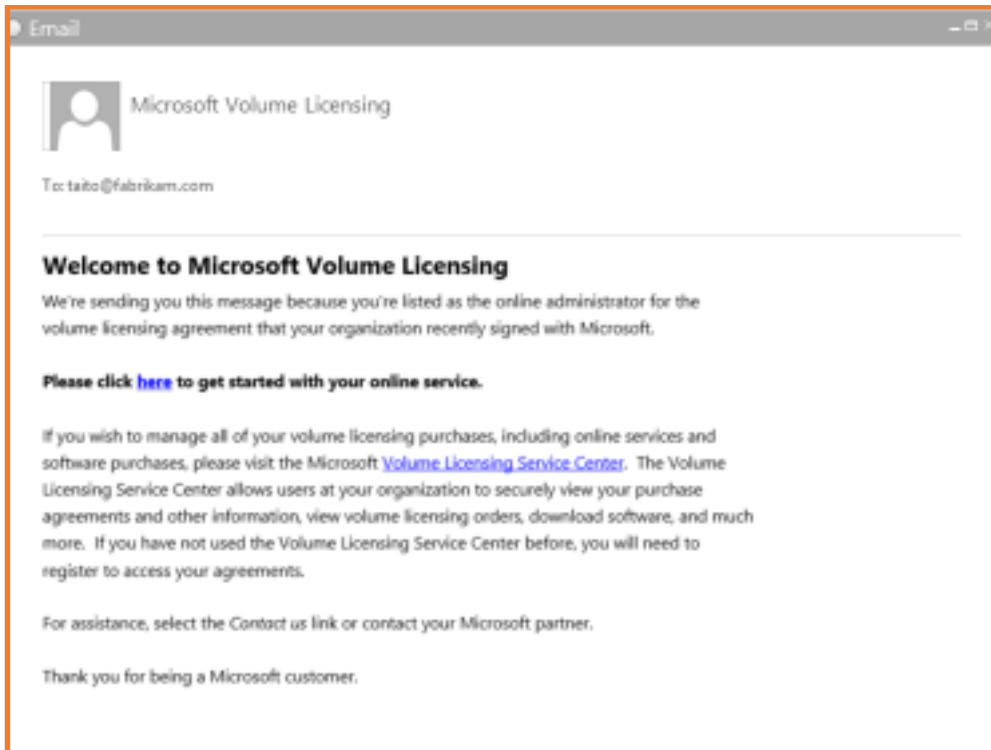 Email
Microsoft Volume Licensing
To: taito@fabrikam.com
Welcome to Microsoft Volume Licensing
We're sending you this message because you're listed as the online administrator for the
volume licensing agreement that your organization recently signed with Microsoft.
Please click here to get started with your online service.
If you wish to manage all of your volume licensing purchases, including online services and
software purchases, please visit the Microsoft Volume Licensing Service Center.  The Volume
Licensing Service Center allows users at your organization to securely view your purchase
agreements and other information, view volume licensing orders, download software, and much
more.  If you have not used the Volume Licensing Service Center before, you will need to
register to access your agreements.
For assistance, select the Contact us link or contact your Microsoft partner.
Thank you for being a Microsoft customer.